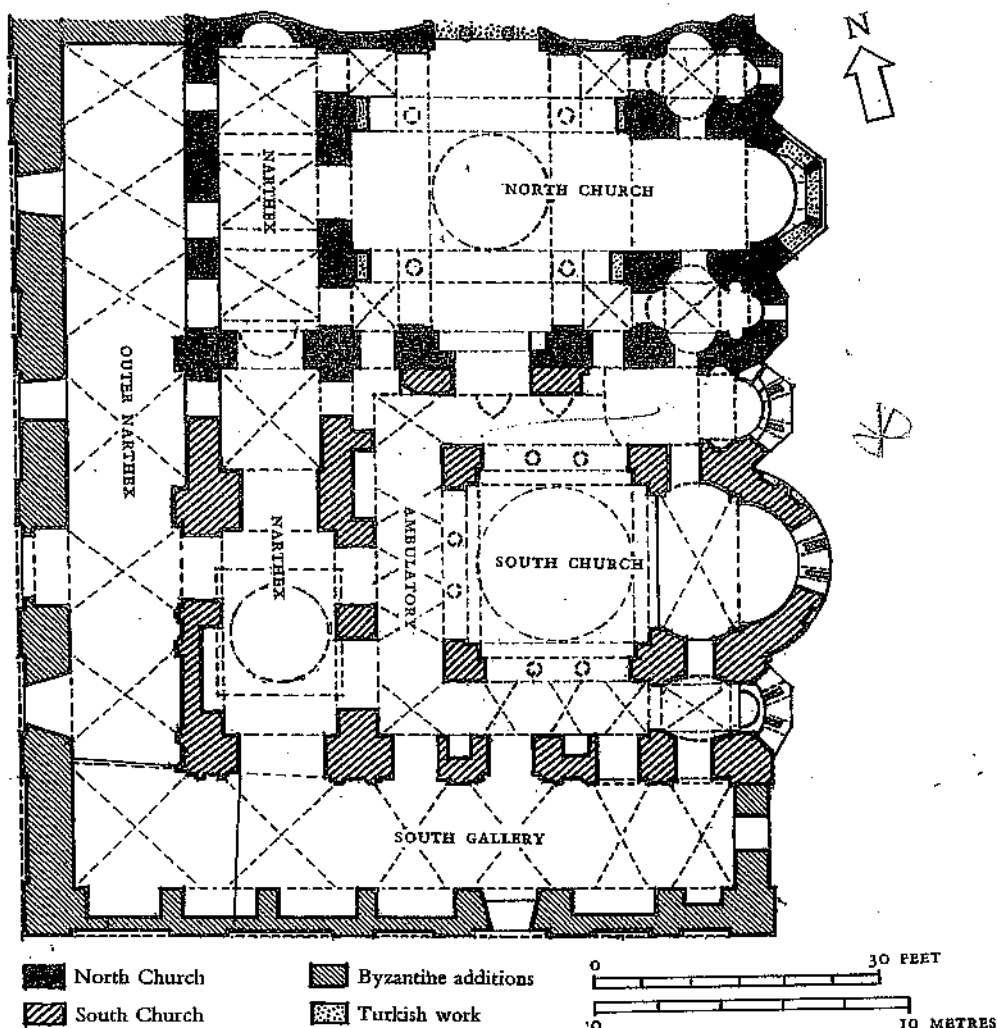 N
NARTHEX
NORTH CHURCH
OUTER NARTHEX
NARTHEX
AMBULATORY
SOUTH CHURCH
SOUTH GALLERY
North Church
South Church
Byzantine additions
Turkish work
0 30 FEET
10 METRES